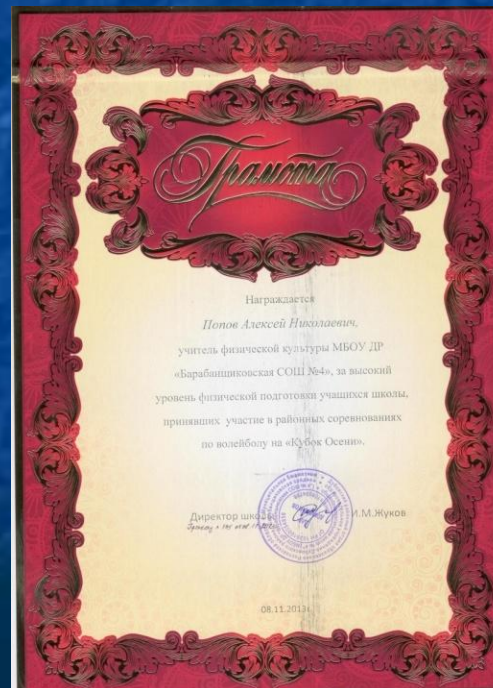 Грамота
Награждается
Попов Алексей Николаевич,
учитель физической культуры МБОУ ДР
«Барабанщиковская СОШ №4», за высокий
уровень физической подготовки учащихся школы,
принявших участие в районных соревнованиях
по волейболу на «Кубок Осени».
Директор школы И.М.Жуков
08.11.2013г.